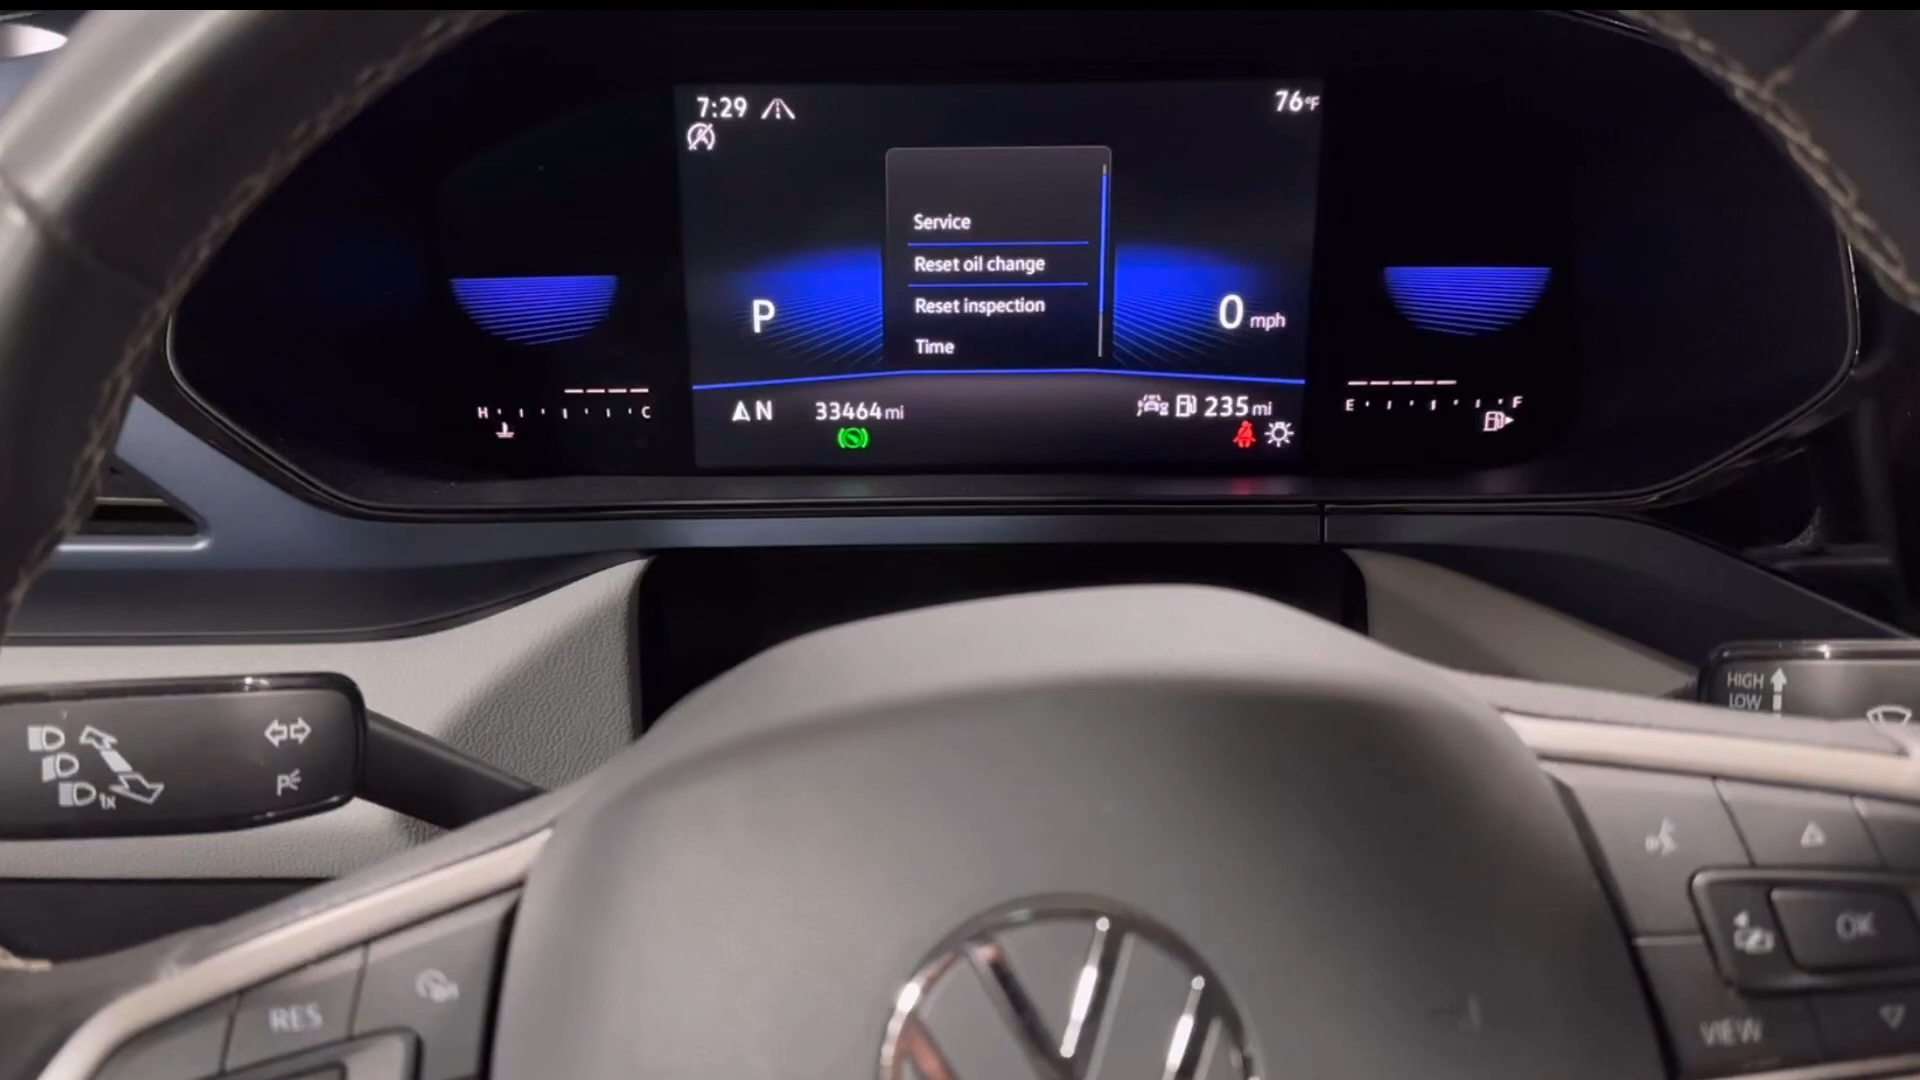 7:29
76°F
Service
Reset oil change
Reset inspection
Time
P
0 mph
H C
N
33464 mi
235 mi
E F
HIGH
LOW
1x
P
RES
OK
VIEW